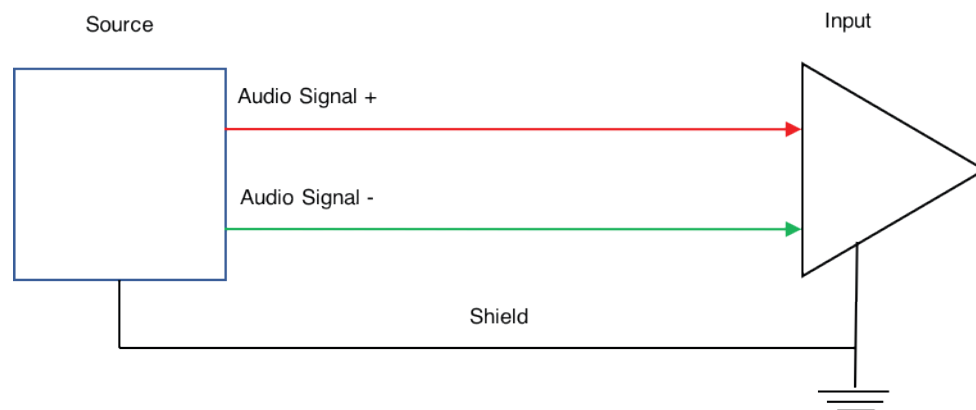 Source
Input
Audio Signal +
Audio Signal -
Shield